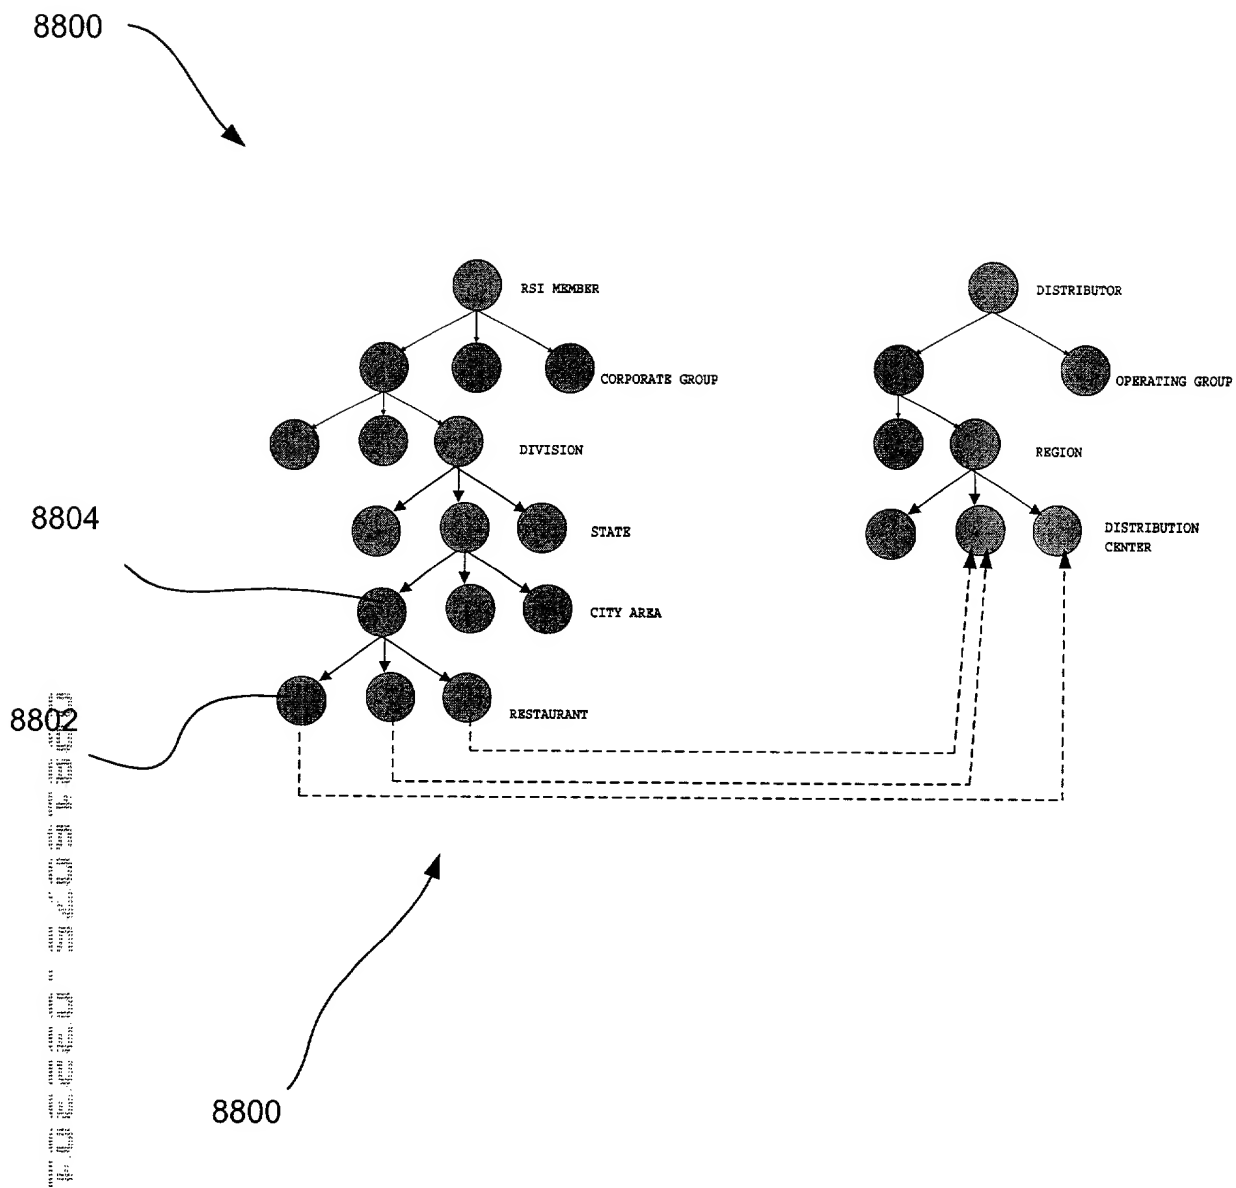 8800
RSI MEMBER
DISTRIBUTOR
CORPORATE GROUP
OPERATING GROUP
DIVISION
REGION
8804
STATE
DISTRIBUTION
CENTER
CITY AREA
8802
RESTAURANT
8800